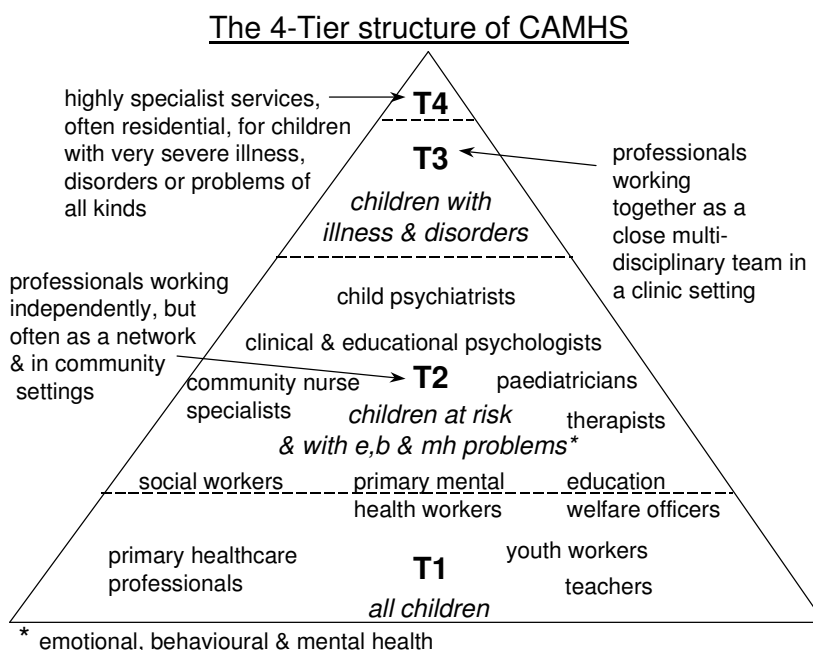 The 4-Tier structure of CAMHS
highly specialist services,
often residential, for children
with very severe illness,
disorders or problems of
all kinds
T4
T3
children with
illness & disorders
professionals
working
together as a
close multi-
disciplinary team in
a clinic setting
professionals working
independently, but
often as a network
& in community
settings
child psychiatrists
clinical & educational psychologists
community nurse
specialists
T2
paediatricians
children at risk
& with e,b & mh problems*
therapists
social workers
primary mental
health workers
education
welfare officers
primary healthcare
professionals
T1
all children
youth workers
teachers
* emotional, behavioural & mental health